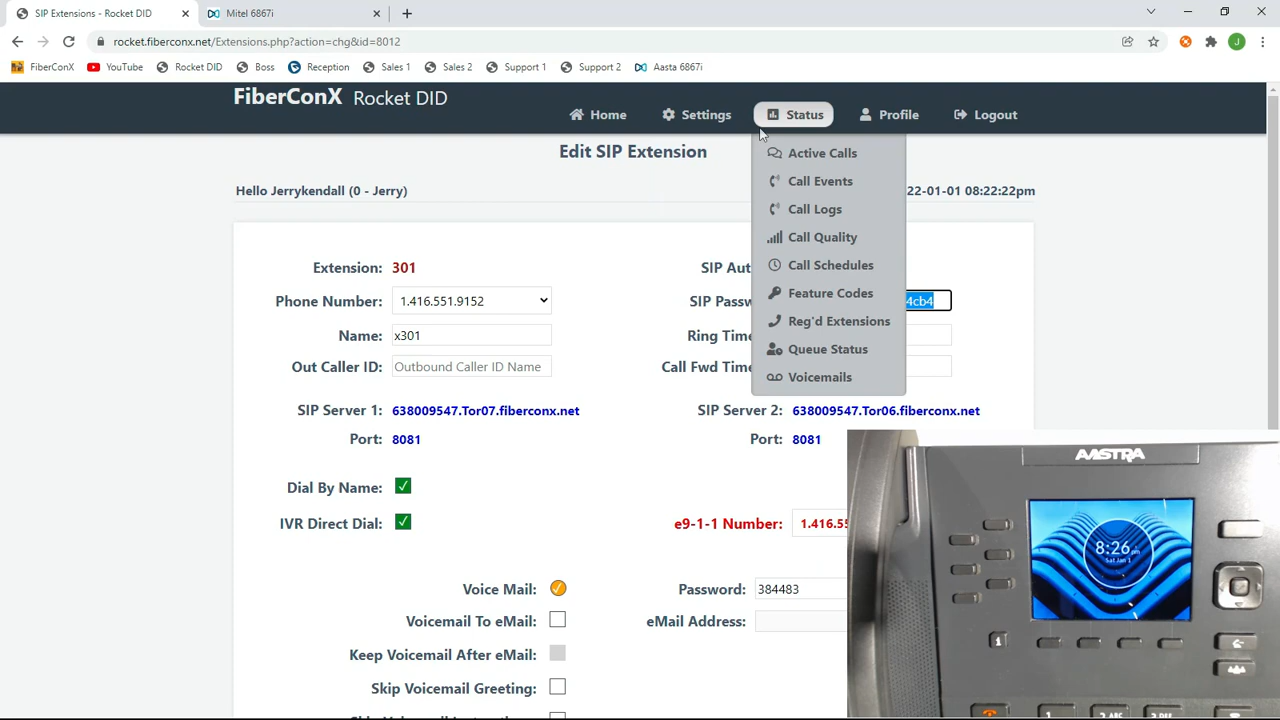 SIP Extensions - Rocket DID
Mitel 6867i
rocket.fiberconx.net/Extensions.php?action=chg&id=8012
J
FiberConX
YouTube
Rocket DID
Boss
Reception
Sales 1
Sales 2
Support 1
Support 2
Aasta 6867i
FiberConX Rocket DID
Home
Settings
Status
Profile
Logout
Edit SIP Extension
Active Calls
Call Events
Call Logs
Call Quality
Call Schedules
Feature Codes
Reg'd Extensions
Queue Status
Voicemails
Hello Jerrykendall (0 - Jerry)
22-01-01 08:22:22pm
Extension: 301
SIP Aut
Phone Number: 1.416.551.9152
SIP Passw 4cb4
Name: x301
Ring Time
Out Caller ID: Outbound Caller ID Name
Call Fwd Time
SIP Server 1: 638009547.Tor07.fiberconx.net
SIP Server 2: 638009547.Tor06.fiberconx.net
Port: 8081
Port: 8081
Dial By Name:
IVR Direct Dial:
e9-1-1 Number: 1.416.55
Voice Mail:
Password: 384483
Voicemail To eMail:
eMail Address:
Keep Voicemail After eMail:
Skip Voicemail Greeting:
AASTRA
8:26 pm
Sat Jan 1